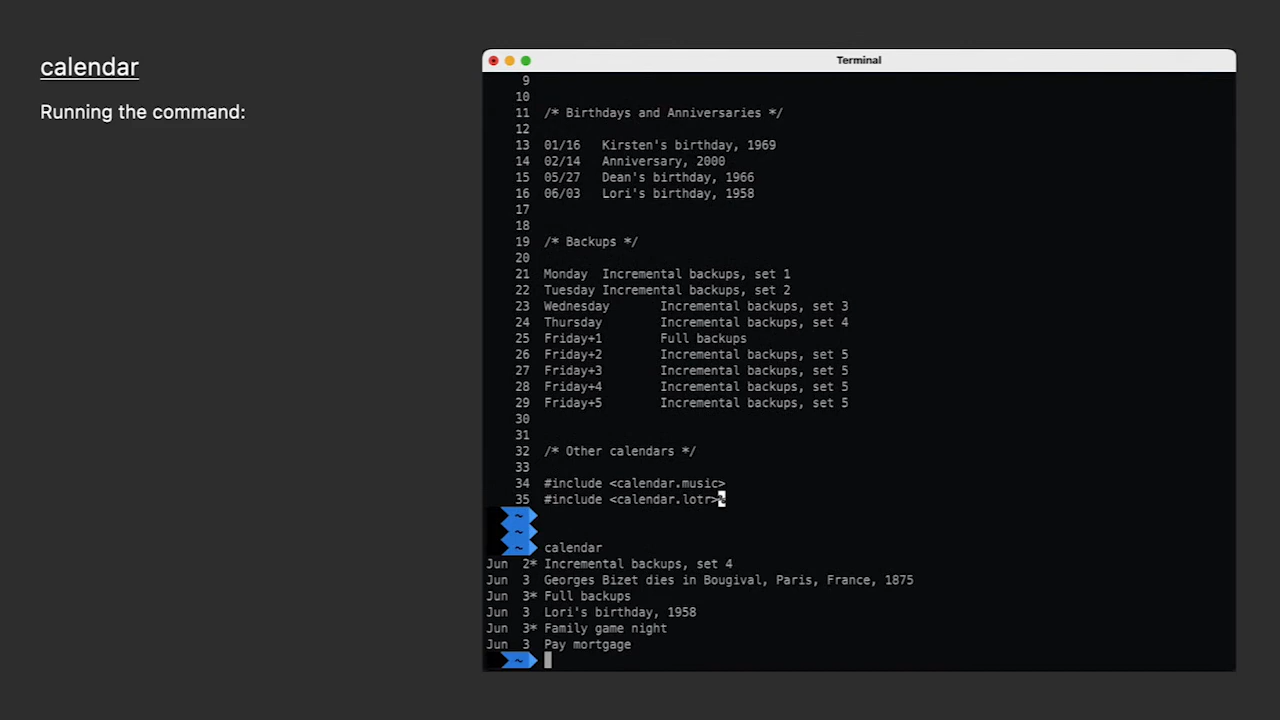 calendar
Running the command:
Terminal
9
10
11 /* Birthdays and Anniversaries */
12
13 01/16 Kirsten's birthday, 1969
14 02/14 Anniversary, 2000
15 05/27 Dean's birthday, 1966
16 06/03 Lori's birthday, 1958
17
18
19 /* Backups */
20
21 Monday Incremental backups, set 1
22 Tuesday Incremental backups, set 2
23 Wednesday Incremental backups, set 3
24 Thursday Incremental backups, set 4
25 Friday+1 Full backups
26 Friday+2 Incremental backups, set 5
27 Friday+3 Incremental backups, set 5
28 Friday+4 Incremental backups, set 5
29 Friday+5 Incremental backups, set 5
30
31
32 /* Other calendars */
33
34 #include <calendar.music>
35 #include <calendar.lotr>%
~
~
~ calendar
Jun 2* Incremental backups, set 4
Jun 3 Georges Bizet dies in Bougival, Paris, France, 1875
Jun 3* Full backups
Jun 3 Lori's birthday, 1958
Jun 3* Family game night
Jun 3 Pay mortgage
~